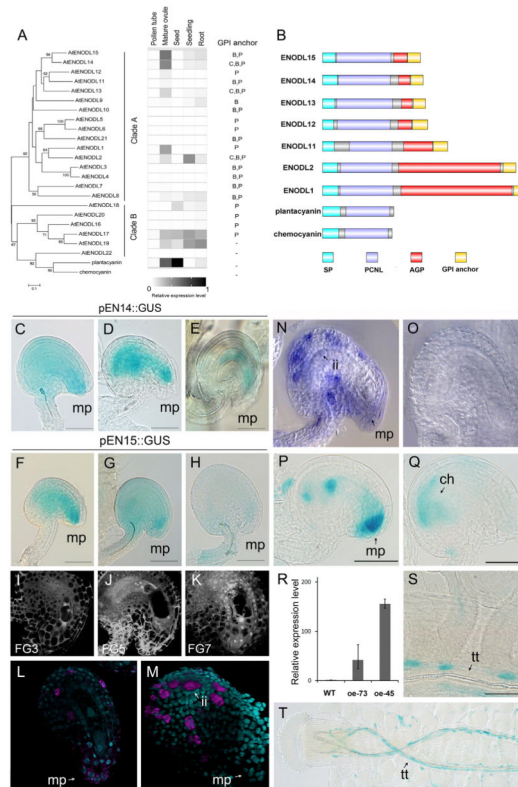 A
Pollen tube
Mature ovule
Seed
Seedling
Root
GPI anchor
AtENODL15 B,P
AtENODL14 C,B,P
AtENODL12 P
AtENODL11 B,P
AtENODL13 C,B,P
AtENODL9 B
AtENODL10 B,P
AtENODL5 P
AtENODL6 P
AtENODL21 B,P
AtENODL1 P
AtENODL2 C,B,P
AtENODL3 B,P
AtENODL4 B,P
AtENODL7 B,P
AtENODL8 B,P
AtENODL18 P
AtENODL20 P
AtENODL16 P
AtENODL17 -
AtENODL19 -
AtENODL22
plantacyanin -
chemocyanin -
Clade A
Clade B
0.1
0 1
Relative expression level
B
ENODL15
ENODL14
ENODL13
ENODL12
ENODL11
ENODL2
ENODL1
plantacyanin
chemocyanin
SP PCNL AGP GPI anchor
pEN14::GUS
C D E
mp
N O
ii
mp
pEN15::GUS
F G H
mp
P Q
ch
mp
I J K
FG3 FG5 FG7
L M
ii
mp mp
R
Relative expression level
200
100
0
WT oe-73 oe-45
S
tt
T
tt